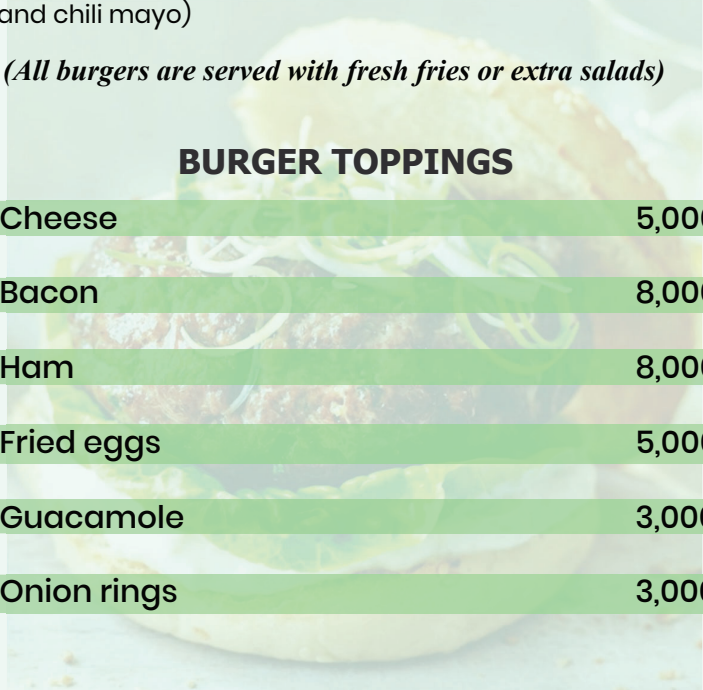 and chili mayo)
(All burgers are served with fresh fries or extra salads)
BURGER TOPPINGS
Cheese 5,000
Bacon 8,000
Ham 8,000
Fried eggs 5,000
Guacamole 3,000
Onion rings 3,000